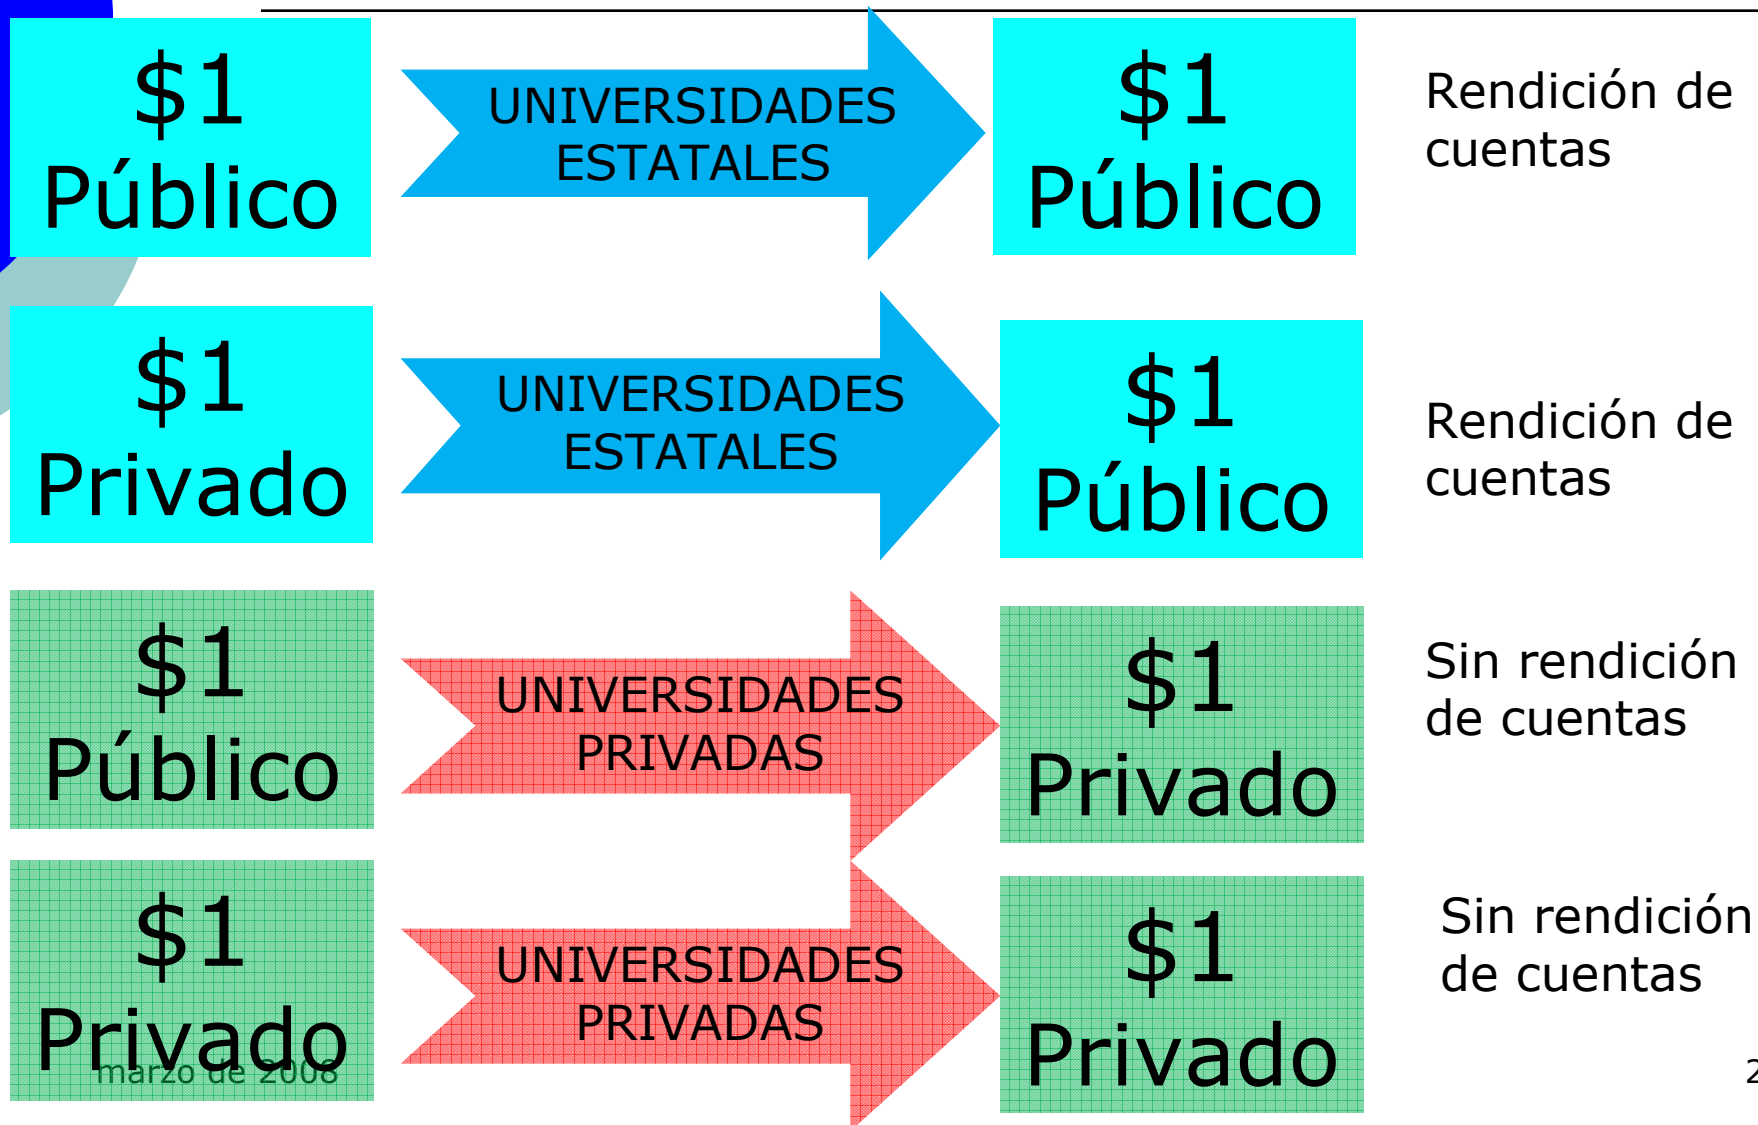 $1
Público
UNIVERSIDADES
ESTATALES
$1
Público
Rendición de
cuentas
$1
Privado
UNIVERSIDADES
ESTATALES
$1
Público
Rendición de
cuentas
$1
Público
UNIVERSIDADES
PRIVADAS
$1
Privado
Sin rendición
de cuentas
$1
Privado
UNIVERSIDADES
PRIVADAS
$1
Privado
Sin rendición
de cuentas
marzo de 2008